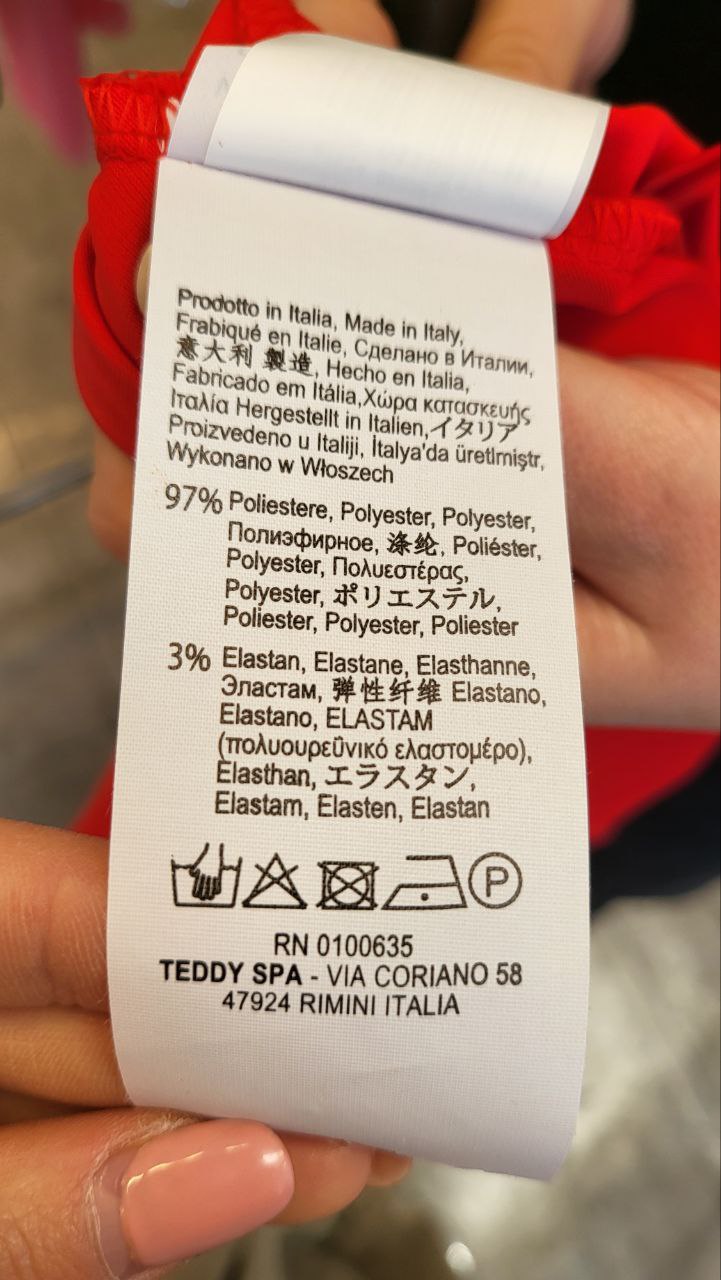 Prodotto in Italia, Made in Italy,
Frabiqué en Italie, Сделано в Италии,
意大利 製造, Hecho en Italia,
Fabricado em Itália,Χώρα κατασκευής
Ιταλία Hergestellt in Italien,イタリア
Proizvedeno u Italiji, İtalya'da üretlmiştr,
Wykonano w Włoszech
97% Poliestere, Polyester, Polyester,
Полиэфирное, 涤纶, Poliéster,
Polyester, Πολυεστέρας,
Polyester, ポリエステル,
Poliester, Polyester, Poliester
3% Elastan, Elastane, Elasthanne,
Эластам, 弹性纤维 Elastano,
Elastano, ELASTAM
(πολυουρεΰνικό ελαστομέρο),
Elasthan, エラスタン,
Elastam, Elasten, Elastan
P
RN 0100635
TEDDY SPA - VIA CORIANO 58
47924 RIMINI ITALIA